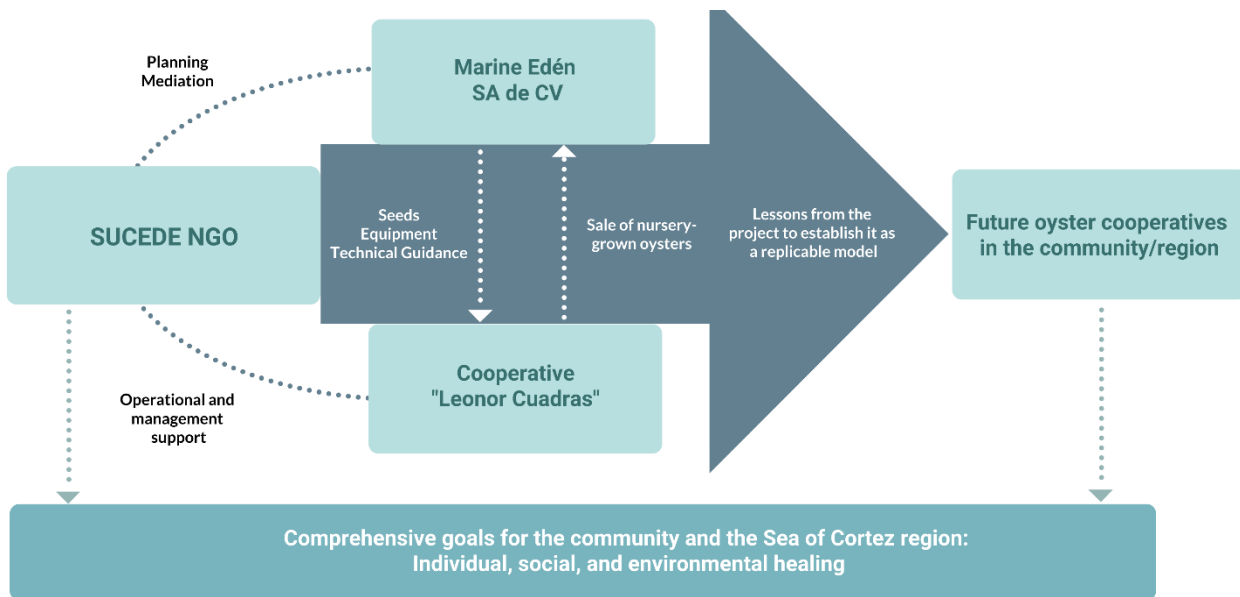 Planning
Mediation
Marine Edén
SA de CV
SUCEDE NGO
Seeds
Equipment
Technical Guidance
Sale of nursery-
grown oysters
Lessons from the
project to establish it as
a replicable model
Future oyster cooperatives
in the community/region
Cooperative
"Leonor Cuadras"
Operational and
management
support
Comprehensive goals for the community and the Sea of Cortez region:
Individual, social, and environmental healing